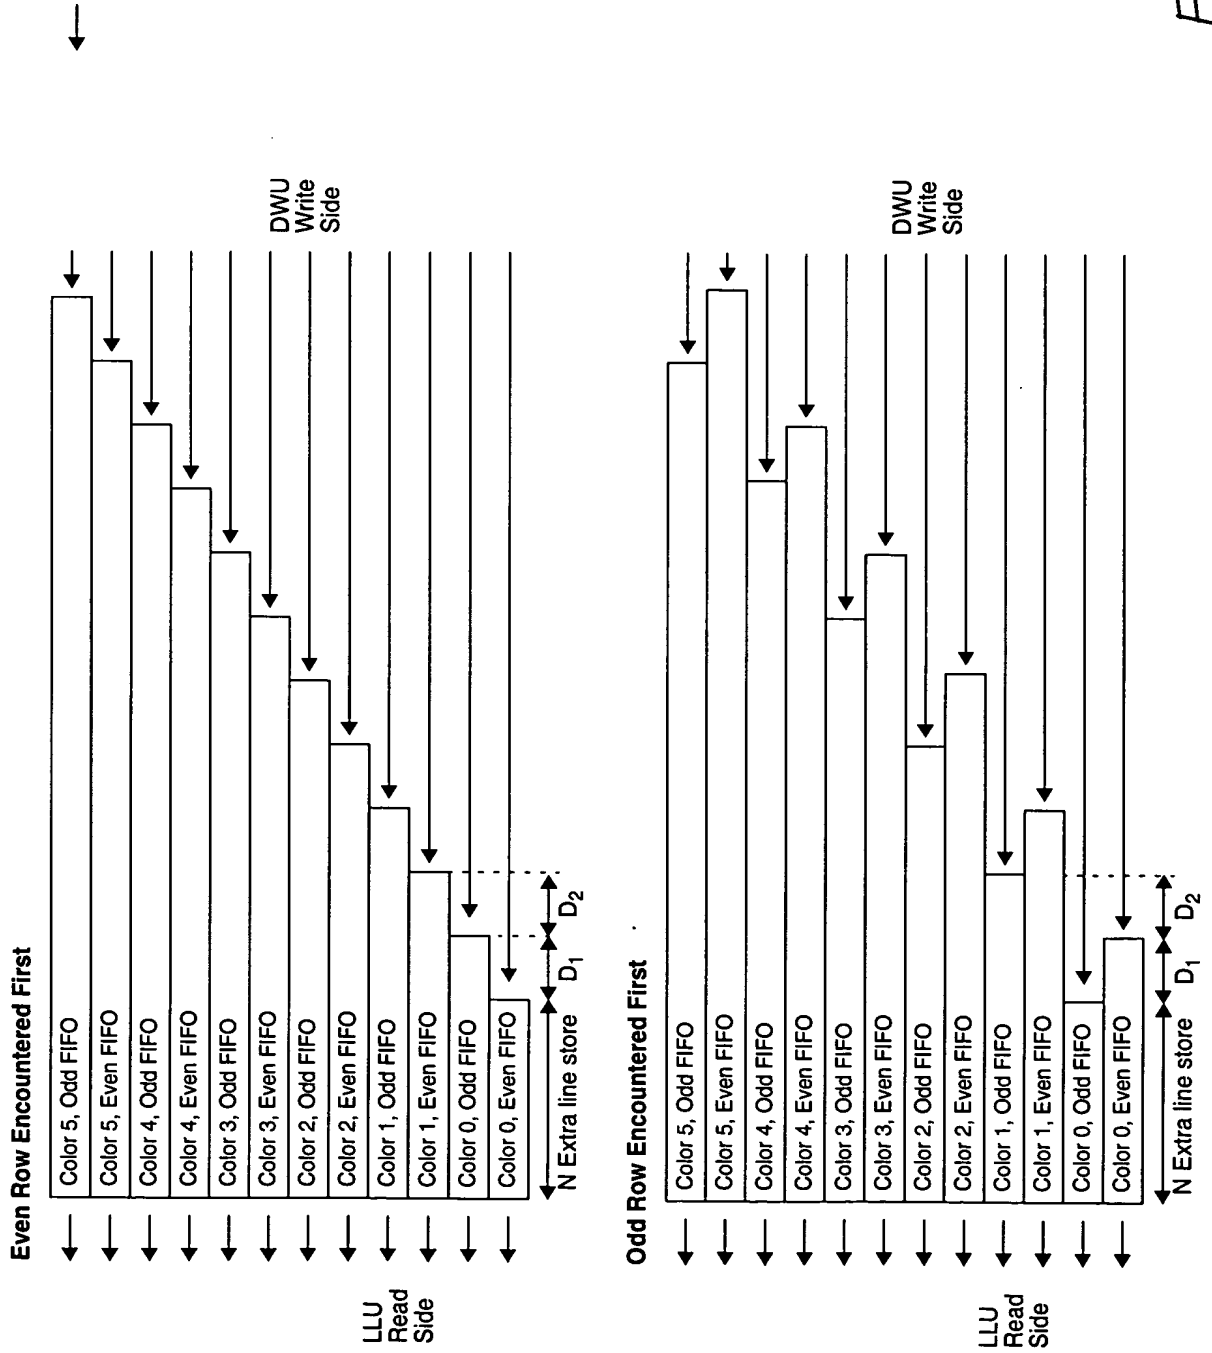 Even Row Encountered First
Color 5, Odd FIFO
Color 5, Even FIFO
Color 4, Odd FIFO
Color 4, Even FIFO
Color 3, Odd FIFO
Color 3, Even FIFO
Color 2, Odd FIFO
Color 2, Even FIFO
Color 1, Odd FIFO
Color 1, Even FIFO
Color 0, Odd FIFO
Color 0, Even FIFO
LLU
Read
Side
DWU
Write
Side
N Extra line store
D1
D2
Odd Row Encountered First
Color 5, Odd FIFO
Color 5, Even FIFO
Color 4, Odd FIFO
Color 4, Even FIFO
Color 3, Odd FIFO
Color 3, Even FIFO
Color 2, Odd FIFO
Color 2, Even FIFO
Color 1, Odd FIFO
Color 1, Even FIFO
Color 0, Odd FIFO
Color 0, Even FIFO
LLU
Read
Side
DWU
Write
Side
N Extra line store
D1
D2